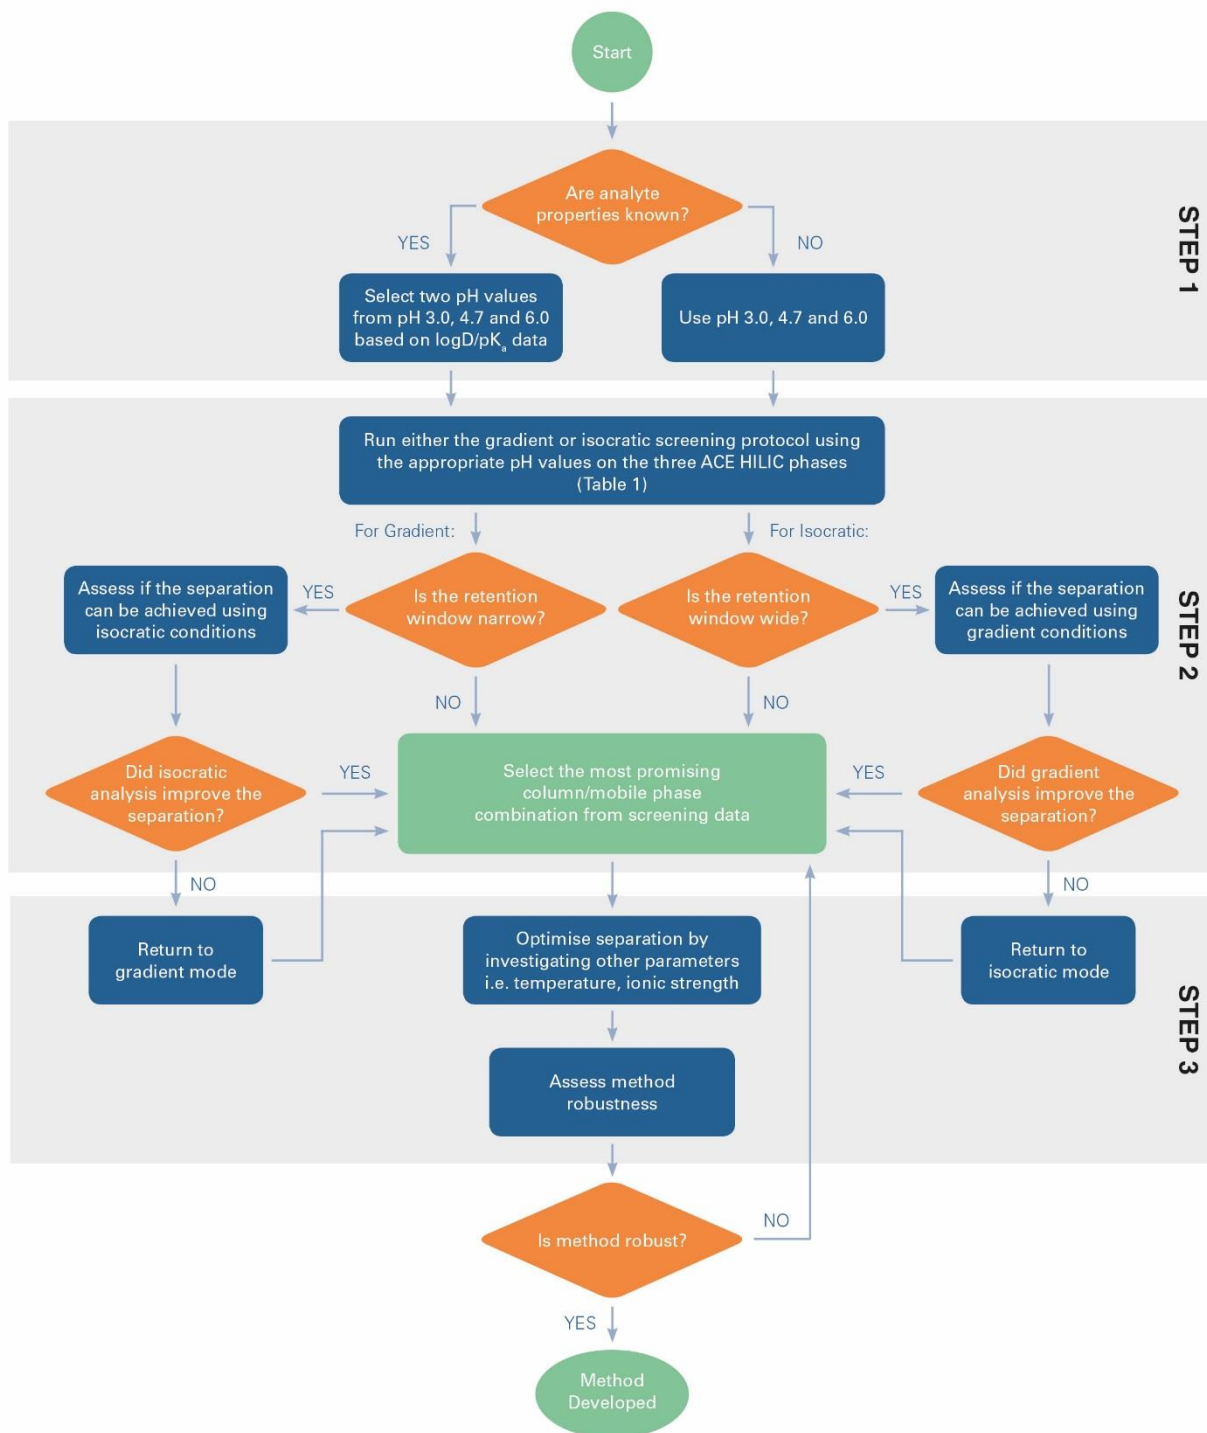 Start
Are analyte
properties known?
YES
NO
STEP 1
Select two pH values
from pH 3.0, 4.7 and 6.0
based on logD/pKa data
Use pH 3.0, 4.7 and 6.0
Run either the gradient or isocratic screening protocol using
the appropriate pH values on the three ACE HILIC phases
(Table 1)
For Gradient:
For Isocratic:
Assess if the separation
can be achieved using
isocratic conditions
YES
Is the retention
window narrow?
Is the retention
window wide?
YES
Assess if the separation
can be achieved using
gradient conditions
STEP 2
NO
NO
Did isocratic
analysis improve the
separation?
YES
Select the most promising
column/mobile phase
combination from screening data
YES
Did gradient
analysis improve the
separation?
NO
NO
Return to
gradient mode
Optimise separation by
investigating other parameters
i.e. temperature, ionic strength
Return to
isocratic mode
STEP 3
Assess method
robustness
Is method robust?
NO
YES
Method
Developed